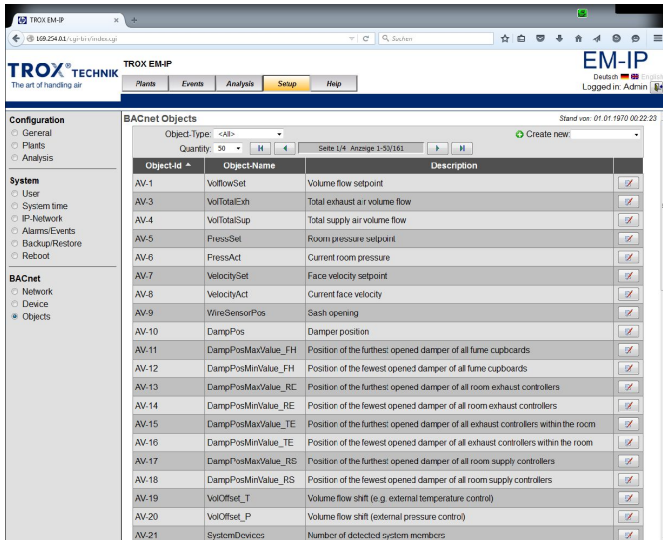 TROX EM-IP
169.254.0.1/cgi-bin/index.cgi
Suchen
TROX® TECHNIK
The art of handling air
TROX EM-IP
Plants Events Analysis Setup Help
EM-IP
Deutsch English
Logged in: Admin
Configuration
General
Plants
Analysis
System
User
System time
IP-Network
Alarms/Events
Backup/Restore
Reboot
BACnet
Network
Device
Objects
BACnet Objects
Stand von: 01.01.1970 00:22:23
Object-Type: <All>
Create new:
Quantity: 50 Seite 1/4 Anzeige 1-50/161
Object-Id Object-Name Description
AV-1 VolflowSet Volume flow setpoint
AV-3 VolTotalExh Total exhaust air volume flow
AV-4 VolTotalSup Total supply air volume flow
AV-5 PressSet Room pressure setpoint
AV-6 PressAct Current room pressure
AV-7 VelocitySet Face velocity setpoint
AV-8 VelocityAct Current face velocity
AV-9 WireSensorPos Sash opening
AV-10 DampPos Damper position
AV-11 DampPosMaxValue_FH Position of the furthest opened damper of all fume cupboards
AV-12 DampPosMinValue_FH Position of the fewest opened damper of all fume cupboards
AV-13 DampPosMaxValue_RE Position of the furthest opened damper of all room exhaust controllers
AV-14 DampPosMinValue_RE Position of the fewest opened damper of all room exhaust controllers
AV-15 DampPosMaxValue_TE Position of the furthest opened damper of all exhaust controllers within the room
AV-16 DampPosMinValue_TE Position of the fewest opened damper of all exhaust controllers within the room
AV-17 DampPosMaxValue_RS Position of the furthest opened damper of all room supply controllers
AV-18 DampPosMinValue_RS Position of the fewest opened damper of all room supply controllers
AV-19 VolOffset_T Volume flow shift (e.g. external temperature control)
AV-20 VolOffset_P Volume flow shift (external pressure control)
AV-21 SystemDevices Number of detected system members